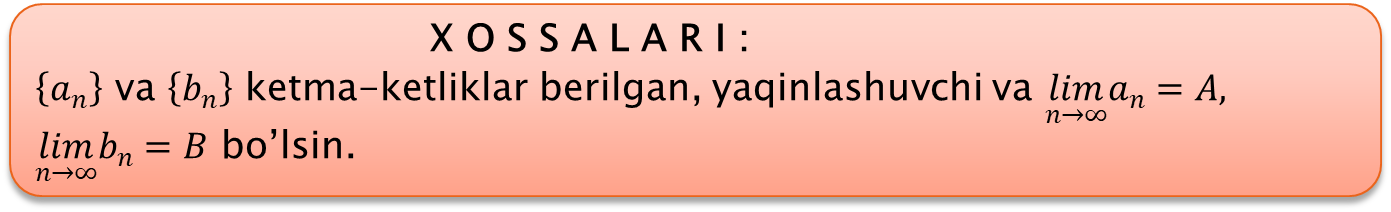 X O S S A L A R I :
{aₙ} va {bₙ} ketma-ketliklar berilgan, yaqinlashuvchi va lim_{n→∞} aₙ = A,
lim_{n→∞} bₙ = B bo’lsin.